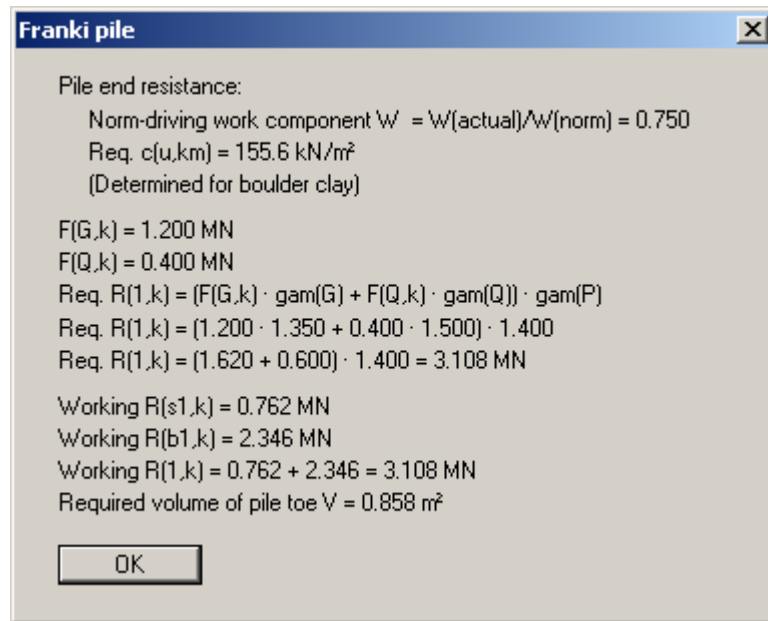 Franki pile
Pile end resistance:
Norm-driving work component W = W(actual)/W(norm) = 0.750
Req. c(u,km) = 155.6 kN/m²
(Determined for boulder clay)
F(G,k) = 1.200 MN
F(Q,k) = 0.400 MN
Req. R(1,k) = (F(G,k) · gam(G) + F(Q,k) · gam(Q)) · gam(P)
Req. R(1,k) = (1.200 · 1.350 + 0.400 · 1.500) · 1.400
Req. R(1,k) = (1.620 + 0.600) · 1.400 = 3.108 MN
Working R(s1,k) = 0.762 MN
Working R(b1,k) = 2.346 MN
Working R(1,k) = 0.762 + 2.346 = 3.108 MN
Required volume of pile toe V = 0.858 m²
OK